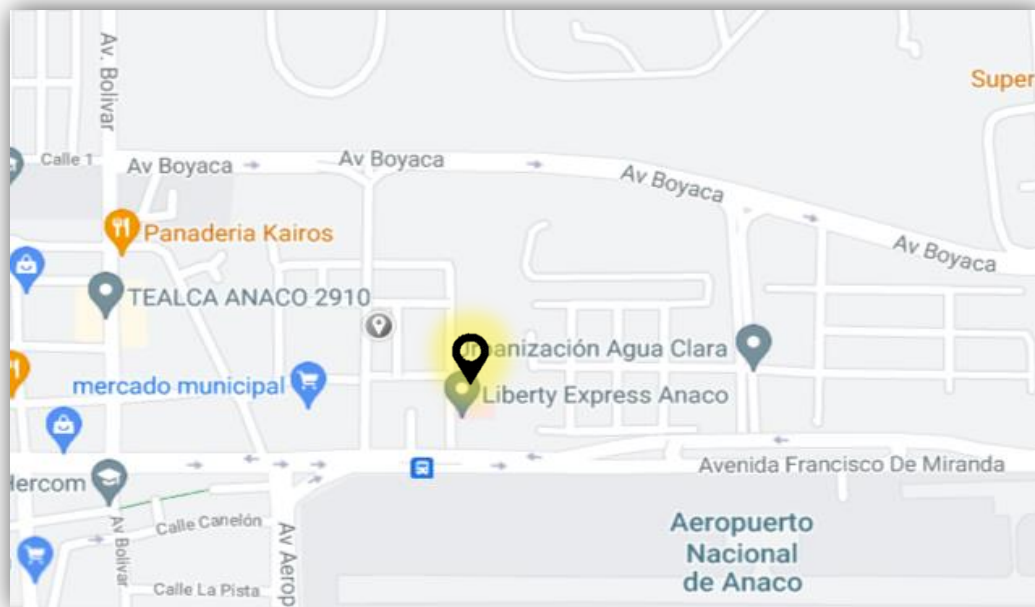 Av. Bolivar
Super
Calle 1
Av Boyaca
Av Boyaca
Av Boyaca
Av Boyaca
Panaderia Kairos
TEALCA ANACO 2910
Urbanización Agua Clara
mercado municipal
Liberty Express Anaco
Hercom
Avenida Francisco De Miranda
Calle Canelón
Av Bolivar
Av Aerop
Aeropuerto
Nacional
de Anaco
Calle La Pista